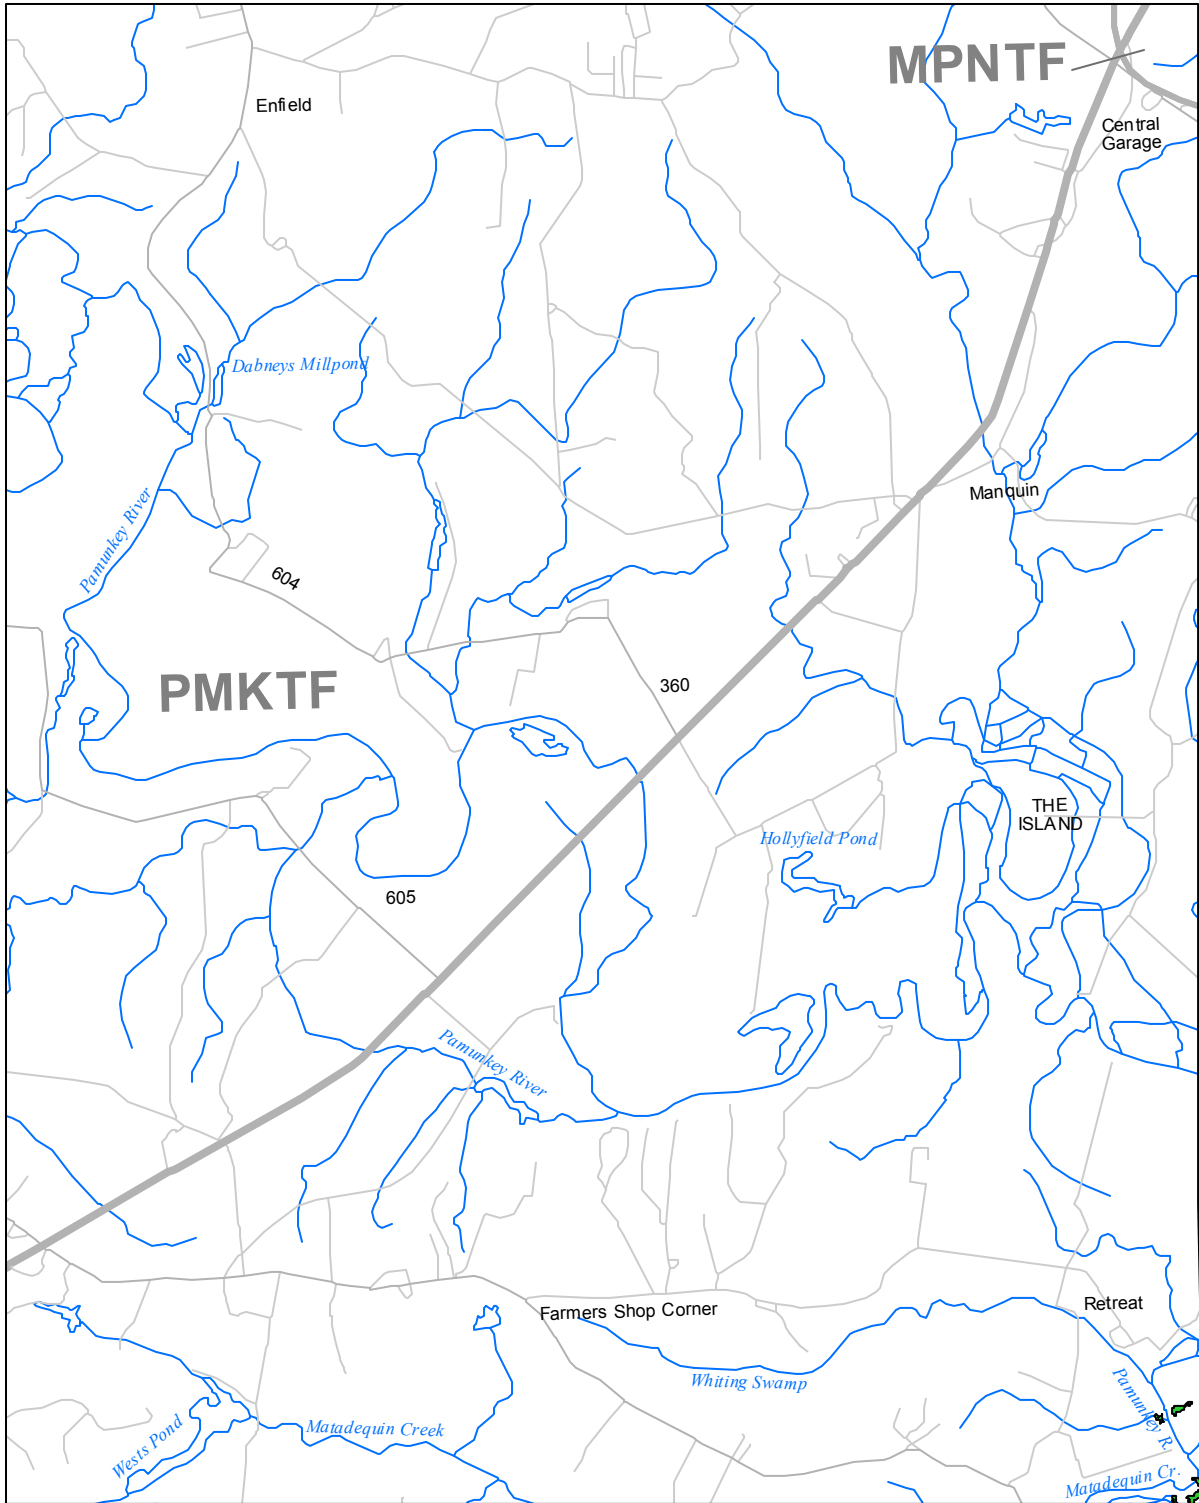 MPNTF
Enfield
Central
Garage
Dabneys Millpond
Manquin
Pamunkey River
604
PMKTF
360
THE
ISLAND
Hollyfield Pond
605
Pamunkey River
Retreat
Farmers Shop Corner
Whiting Swamp
Pamunkey R.
Matadequin Creek
Wests Pond
Matadequin Cr.